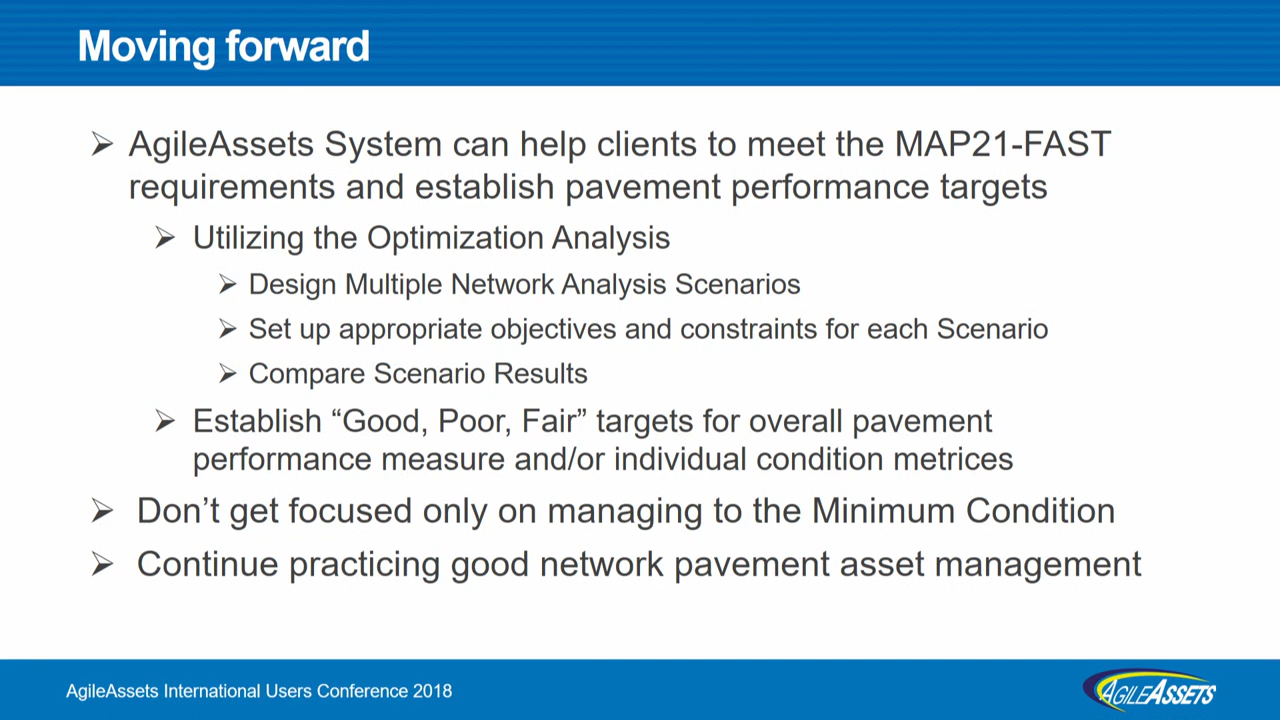 Moving forward
➢ AgileAssets System can help clients to meet the MAP21-FAST
requirements and establish pavement performance targets
➢ Utilizing the Optimization Analysis
➢ Design Multiple Network Analysis Scenarios
➢ Set up appropriate objectives and constraints for each Scenario
➢ Compare Scenario Results
➢ Establish “Good, Poor, Fair” targets for overall pavement
performance measure and/or individual condition metrices
➢ Don’t get focused only on managing to the Minimum Condition
➢ Continue practicing good network pavement asset management
AgileAssets International Users Conference 2018
AGILEASSETS